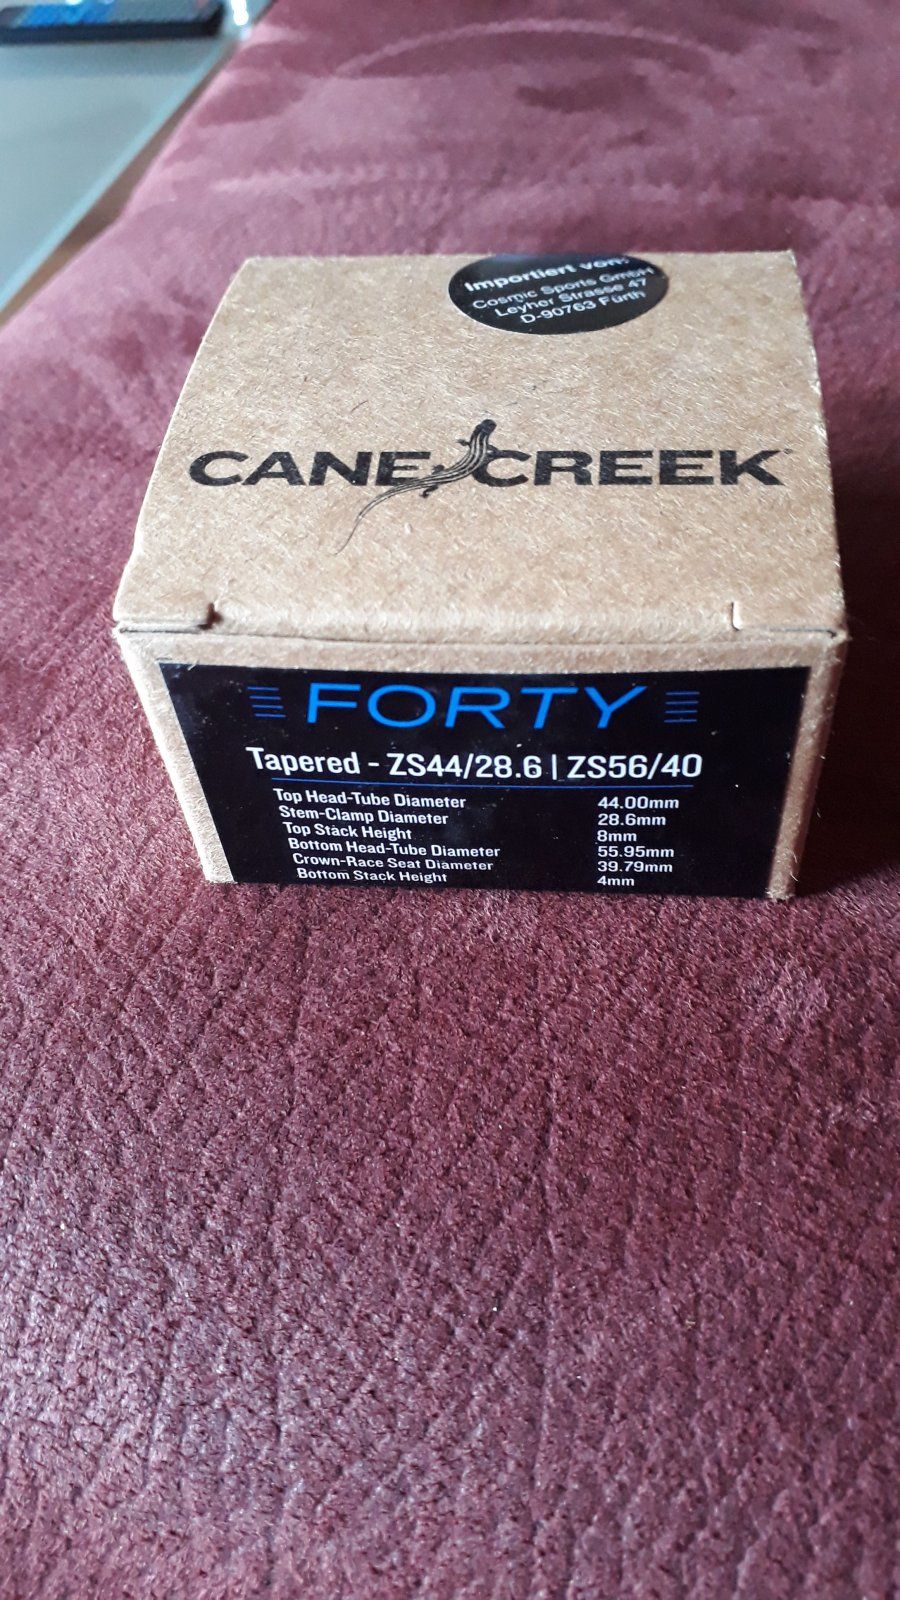 Importiert von:
Cosmic Sports GmbH
Leyher Strasse 47
D-90763 Fürth
CANE CREEK
FORTY
Tapered - ZS44/28.6 | ZS56/40
Top Head-Tube Diameter 44.00mm
Stem-Clamp Diameter 28.6mm
Top Stack Height 8mm
Bottom Head-Tube Diameter 55.95mm
Crown-Race Seat Diameter 39.79mm
Bottom Stack Height 4mm